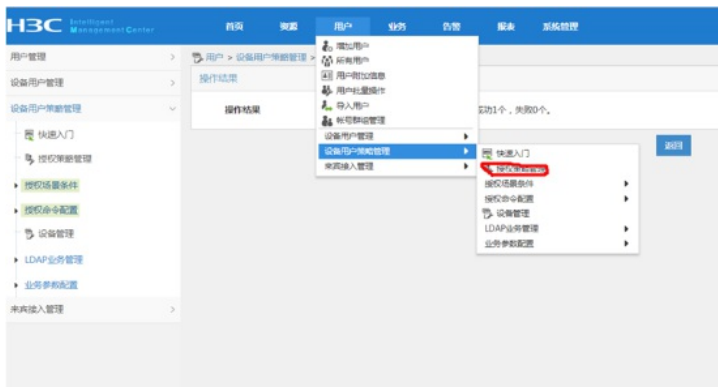 H3C Intelligent Management Center
首页 资源 用户 业务 告警 报表 系统管理
用户管理
设备用户管理
设备用户策略管理
快速入门
授权策略管理
授权场景条件
授权命令配置
设备管理
LDAP业务管理
业务参数配置
来宾接入管理
用户 > 设备用户策略管理 >
操作结果
操作结果
成功1个，失败0个。
返回
增加用户
所有用户
用户附加信息
用户批量操作
导入用户
帐号群组管理
设备用户管理
设备用户策略管理
来宾接入管理
快速入门
授权策略管理
授权场景条件
授权命令配置
设备管理
LDAP业务管理
业务参数配置